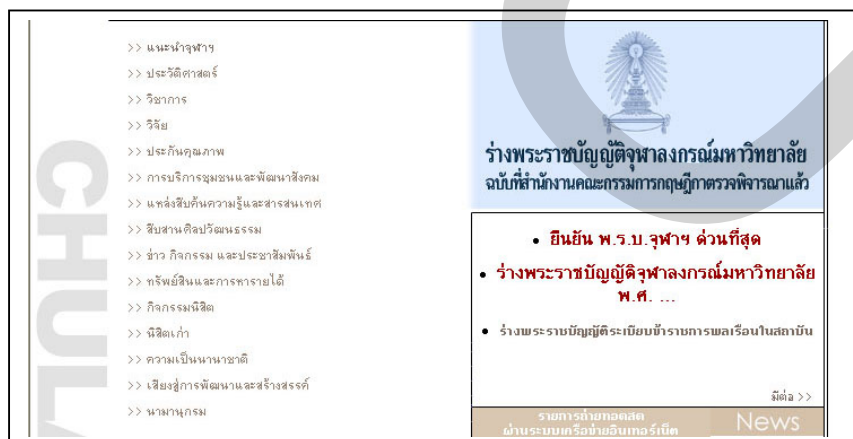 >> แนะนำจุฬาฯ
>> ประวัติศาสตร์
>> วิชาการ
>> วิจัย
>> ประกันคุณภาพ
>> การบริการชุมชนและพัฒนาสังคม
>> แหล่งสืบค้นความรู้และสารสนเทศ
>> สืบสานศิลปวัฒนธรรม
>> ข่าว กิจกรรม และประชาสัมพันธ์
>> ทรัพย์สินและการหารายได้
>> กิจกรรมนิสิต
>> นิสิตเก่า
>> ความเป็นนานาชาติ
>> เสียงสู่การพัฒนาและสร้างสรรค์
>> นามานุกรม
CHULA
ร่างพระราชบัญญัติจุฬาลงกรณ์มหาวิทยาลัย
ฉบับที่สำนักงานคณะกรรมการกฤษฎีกาตรวจพิจารณาแล้ว
• ยืนยัน พ.ร.บ.จุฬาฯ ด่วนที่สุด
• ร่างพระราชบัญญัติจุฬาลงกรณ์มหาวิทยาลัย
พ.ศ. ...
• ร่างพระราชบัญญัติระเบียบข้าราชการพลเรือนในสถาบัน
มีต่อ >>
รายการถ่ายทอดสด
ผ่านระบบเครือข่ายอินเทอร์เน็ต
News